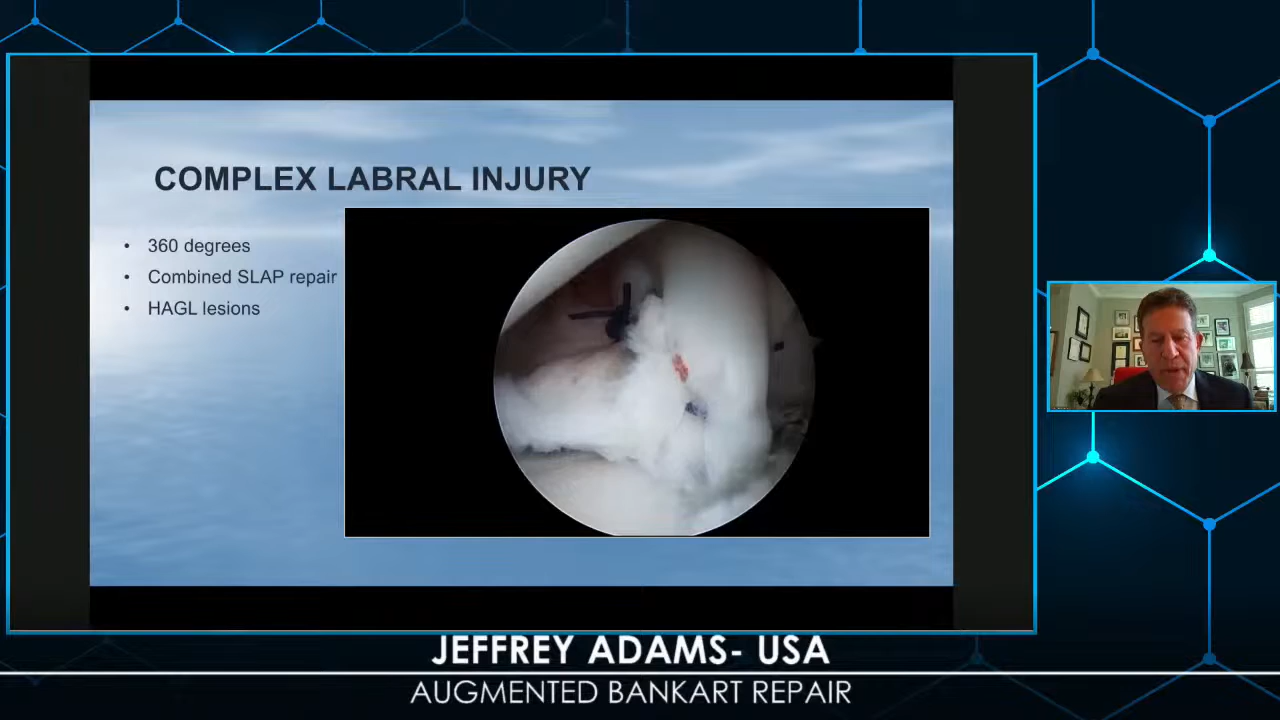 COMPLEX LABRAL INJURY
• 360 degrees
• Combined SLAP repair
• HAGL lesions
JEFFREY ADAMS- USA
AUGMENTED BANKART REPAIR